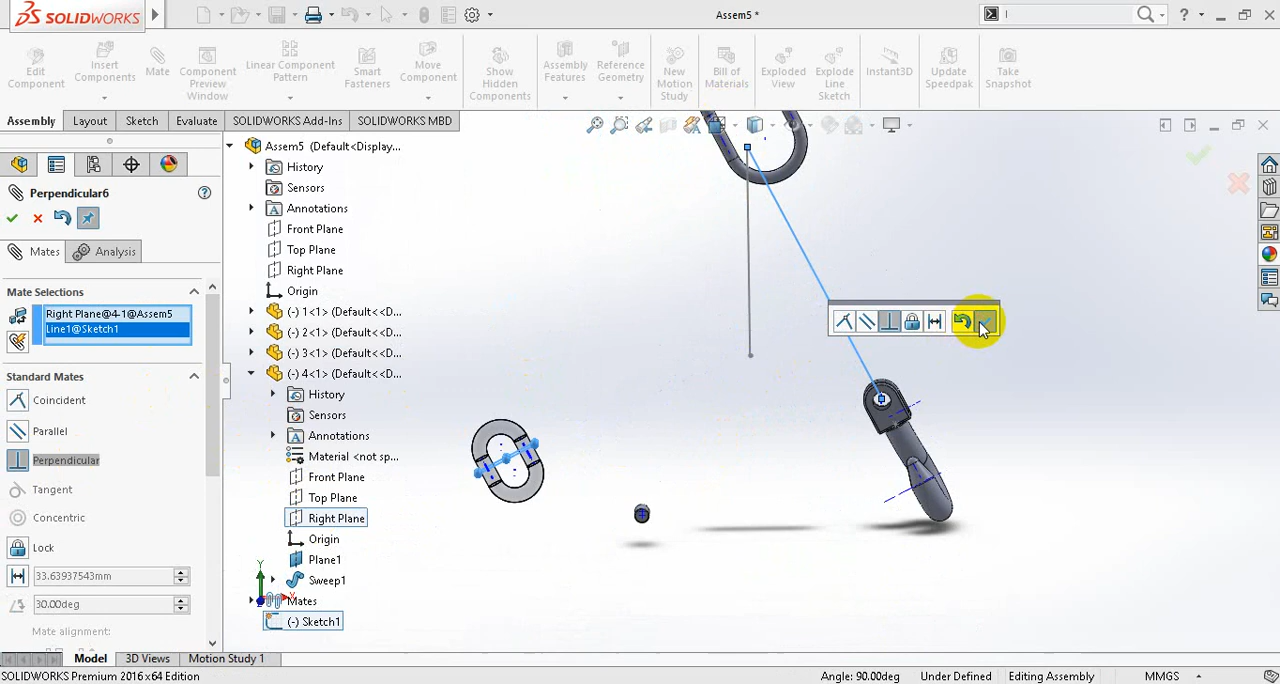 SOLIDWORKS
Assem5 *
Edit Component
Insert Components
Mate
Component Preview Window
Linear Component Pattern
Smart Fasteners
Move Component
Show Hidden Components
Assembly Features
Reference Geometry
New Motion Study
Bill of Materials
Exploded View
Explode Line Sketch
Instant3D
Update Speedpak
Take Snapshot
Assembly
Layout
Sketch
Evaluate
SOLIDWORKS Add-Ins
SOLIDWORKS MBD
Perpendicular6
Mates
Analysis
Mate Selections
Right Plane@4-1@Assem5
Line1@Sketch1
Standard Mates
Coincident
Parallel
Perpendicular
Tangent
Concentric
Lock
33.63937543mm
30.00deg
Mate alignment:
Assem5 (Default<Display...
History
Sensors
Annotations
Front Plane
Top Plane
Right Plane
Origin
(-) 1<1> (Default<<D...
(-) 2<1> (Default<<D...
(-) 3<1> (Default<<D...
(-) 4<1> (Default<<D...
History
Sensors
Annotations
Material <not sp...
Front Plane
Top Plane
Right Plane
Origin
Plane1
Sweep1
Mates
(-) Sketch1
Y
Model
3D Views
Motion Study 1
SOLIDWORKS Premium 2016 x64 Edition
Angle: 90.00deg
Under Defined
Editing Assembly
MMGS